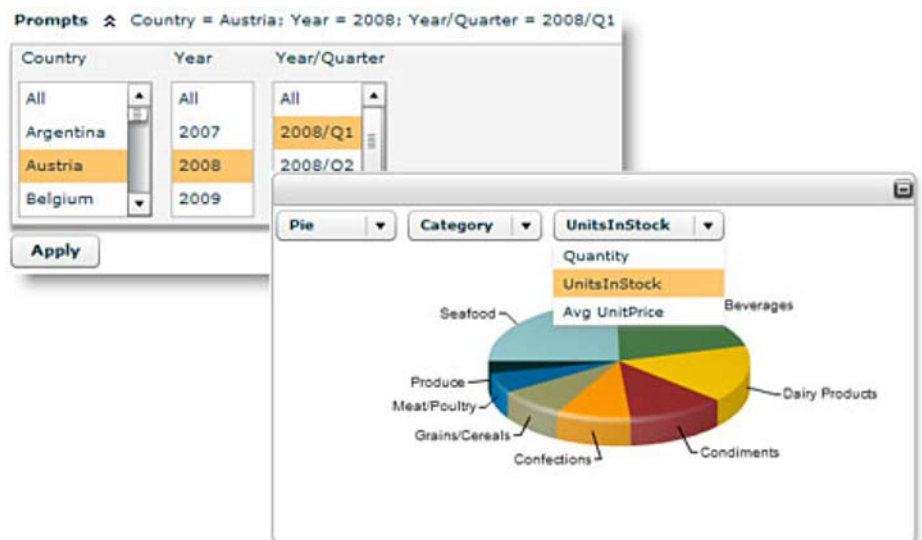 Prompts Country = Austria; Year = 2008; Year/Quarter = 2008/Q1
Country Year Year/Quarter
All All All
Argentina 2007 2008/Q1
Austria 2008 2008/Q2
Belgium 2009
Apply
Pie Category UnitsInStock
Quantity
UnitsInStock
Avg UnitPrice
Beverages
Seafood
Produce
Dairy Products
Meat/Poultry
Grains/Cereals
Condiments
Confections